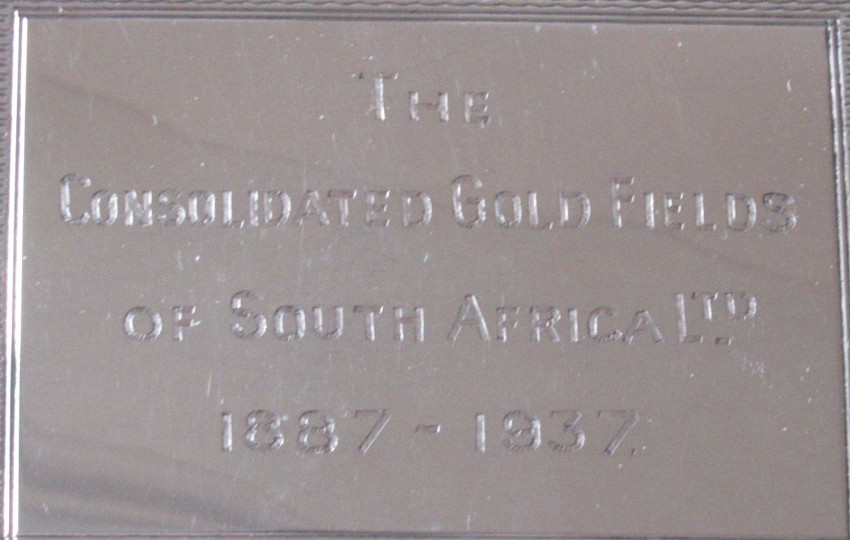 THE
CONSOLIDATED GOLD FIELDS
OF SOUTH AFRICA LTD
1887 - 1937